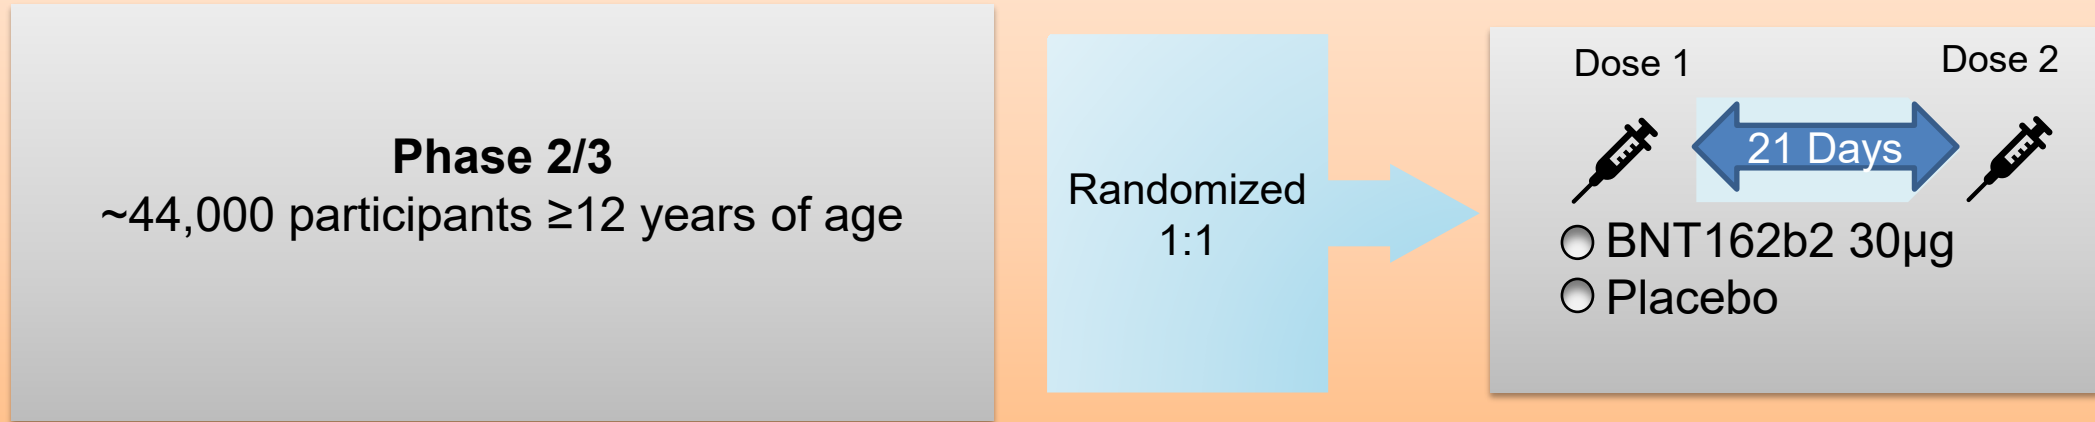 Phase 2/3
~44,000 participants ≥12 years of age
Randomized
1:1
Dose 1
Dose 2
21 Days
BNT162b2 30µg
Placebo